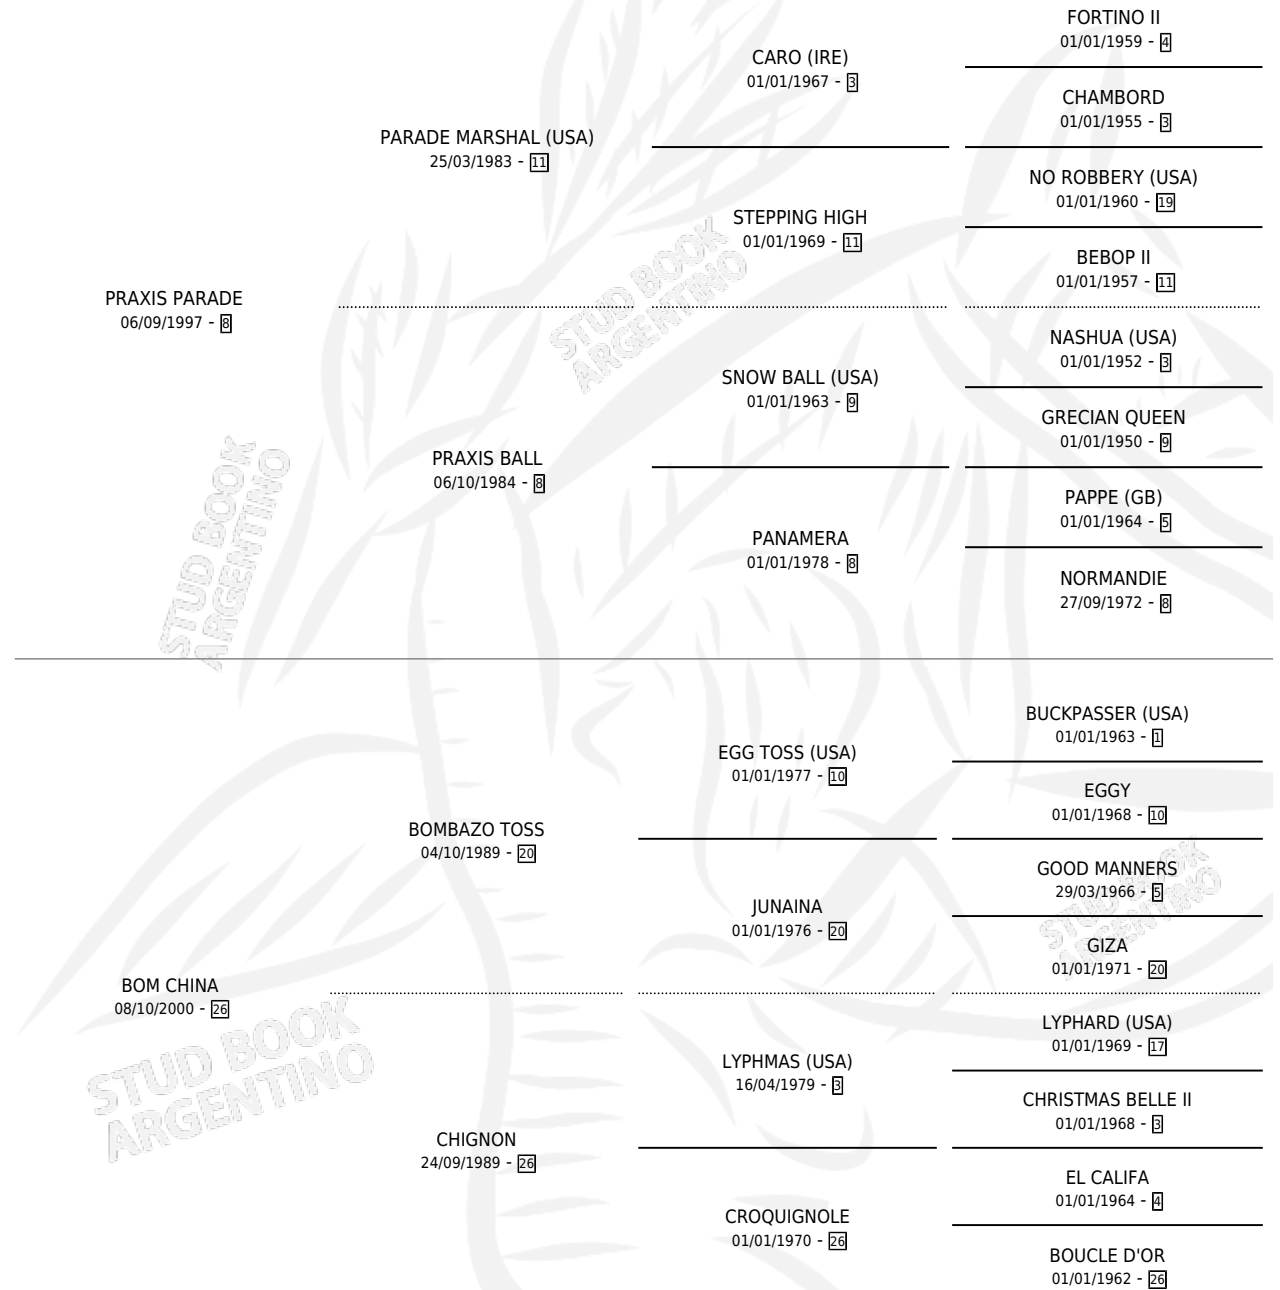 FORTINO II
01/01/1959 - 4
CARO (IRE)
01/01/1967 - 3
CHAMBORD
01/01/1955 - 3
PARADE MARSHAL (USA)
25/03/1983 - 11
NO ROBBERY (USA)
01/01/1960 - 19
STEPPING HIGH
01/01/1969 - 11
BEBOP II
01/01/1957 - 11
PRAXIS PARADE
06/09/1997 - 8
STUD BOOK
ARGENTINO
NASHUA (USA)
01/01/1952 - 3
SNOW BALL (USA)
01/01/1963 - 9
GRECIAN QUEEN
01/01/1950 - 9
PRAXIS BALL
06/10/1984 - 8
PAPPE (GB)
01/01/1964 - 5
PANAMERA
01/01/1978 - 8
NORMANDIE
27/09/1972 - 8
STUD BOOK
ARGENTINO
BUCKPASSER (USA)
01/01/1963 - 1
EGG TOSS (USA)
01/01/1977 - 10
EGGY
01/01/1968 - 10
BOMBAZO TOSS
04/10/1989 - 20
GOOD MANNERS
29/03/1966 - 5
JUNAINA
01/01/1976 - 20
GIZA
01/01/1971 - 20
STUD BOOK
ARGENTINO
BOM CHINA
08/10/2000 - 26
LYPHARD (USA)
01/01/1969 - 17
LYPHMAS (USA)
16/04/1979 - 3
CHRISTMAS BELLE II
01/01/1968 - 3
STUD BOOK
ARGENTINO
CHIGNON
24/09/1989 - 26
EL CALIFA
01/01/1964 - 4
CROQUIGNOLE
01/01/1970 - 26
BOUCLE D'OR
01/01/1962 - 26